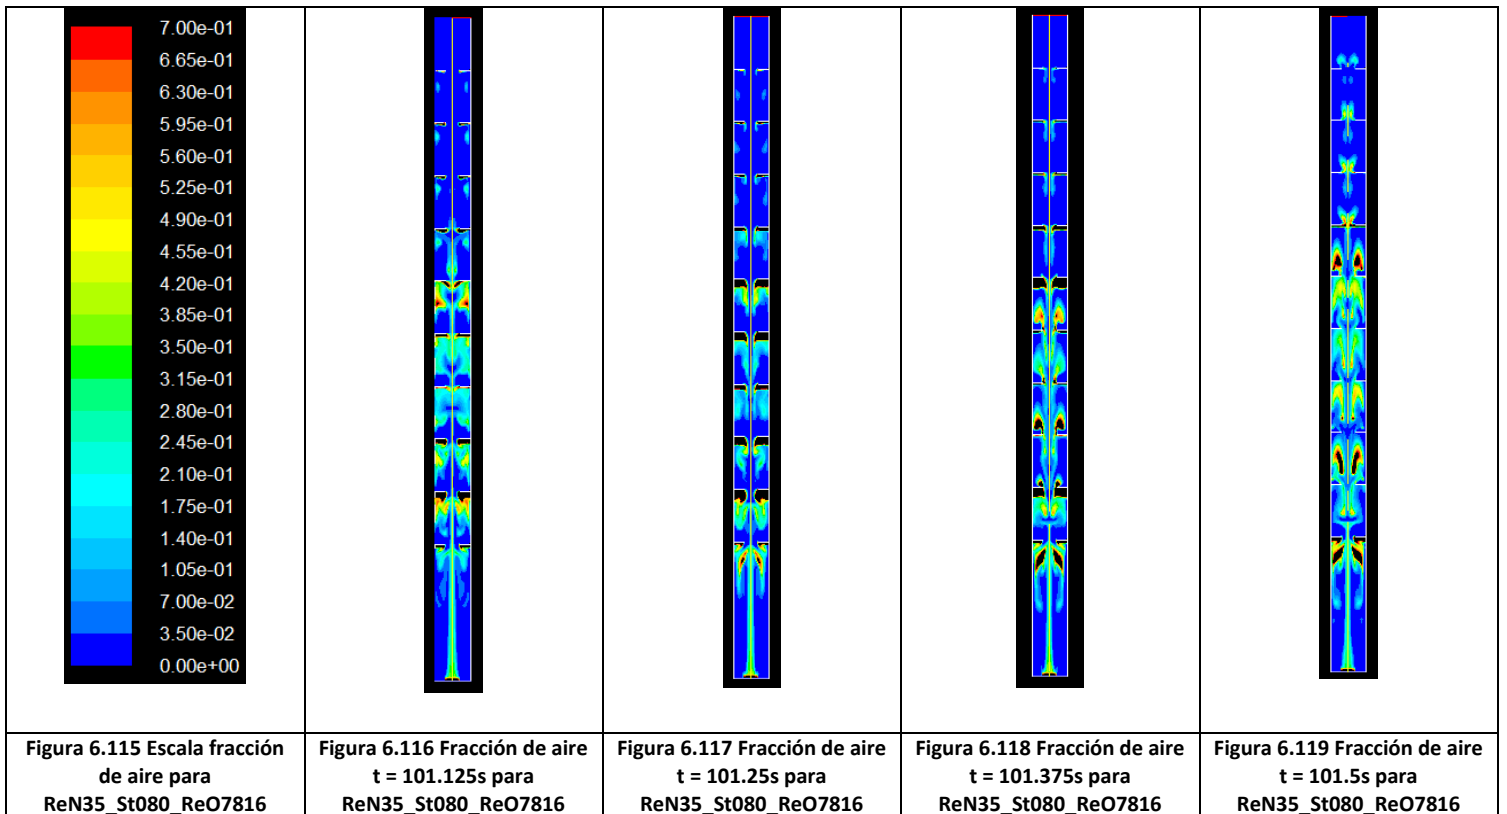 7.00e-01
6.65e-01
6.30e-01
5.95e-01
5.60e-01
5.25e-01
4.90e-01
4.55e-01
4.20e-01
3.85e-01
3.50e-01
3.15e-01
2.80e-01
2.45e-01
2.10e-01
1.75e-01
1.40e-01
1.05e-01
7.00e-02
3.50e-02
0.00e+00
Figura 6.115 Escala fracción
de aire para
ReN35_St080_ReO7816
Figura 6.116 Fracción de aire
t = 101.125s para
ReN35_St080_ReO7816
Figura 6.117 Fracción de aire
t = 101.25s para
ReN35_St080_ReO7816
Figura 6.118 Fracción de aire
t = 101.375s para
ReN35_St080_ReO7816
Figura 6.119 Fracción de aire
t = 101.5s para
ReN35_St080_ReO7816